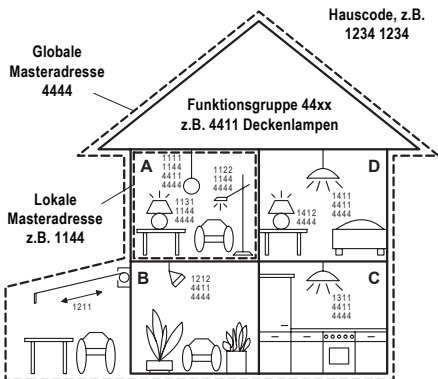 Hauscode, z.B.
1234 1234
Globale
Masteradresse
4444
Funktionsgruppe 44xx
z.B. 4411 Deckenlampen
A
1111
1144
4411
4444
1122
1144
4444
1131
1144
4444
D
1411
4411
4444
1412
4444
Lokale
Masteradresse
z.B. 1144
B
1212
4411
4444
C
1311
4411
4444
1211